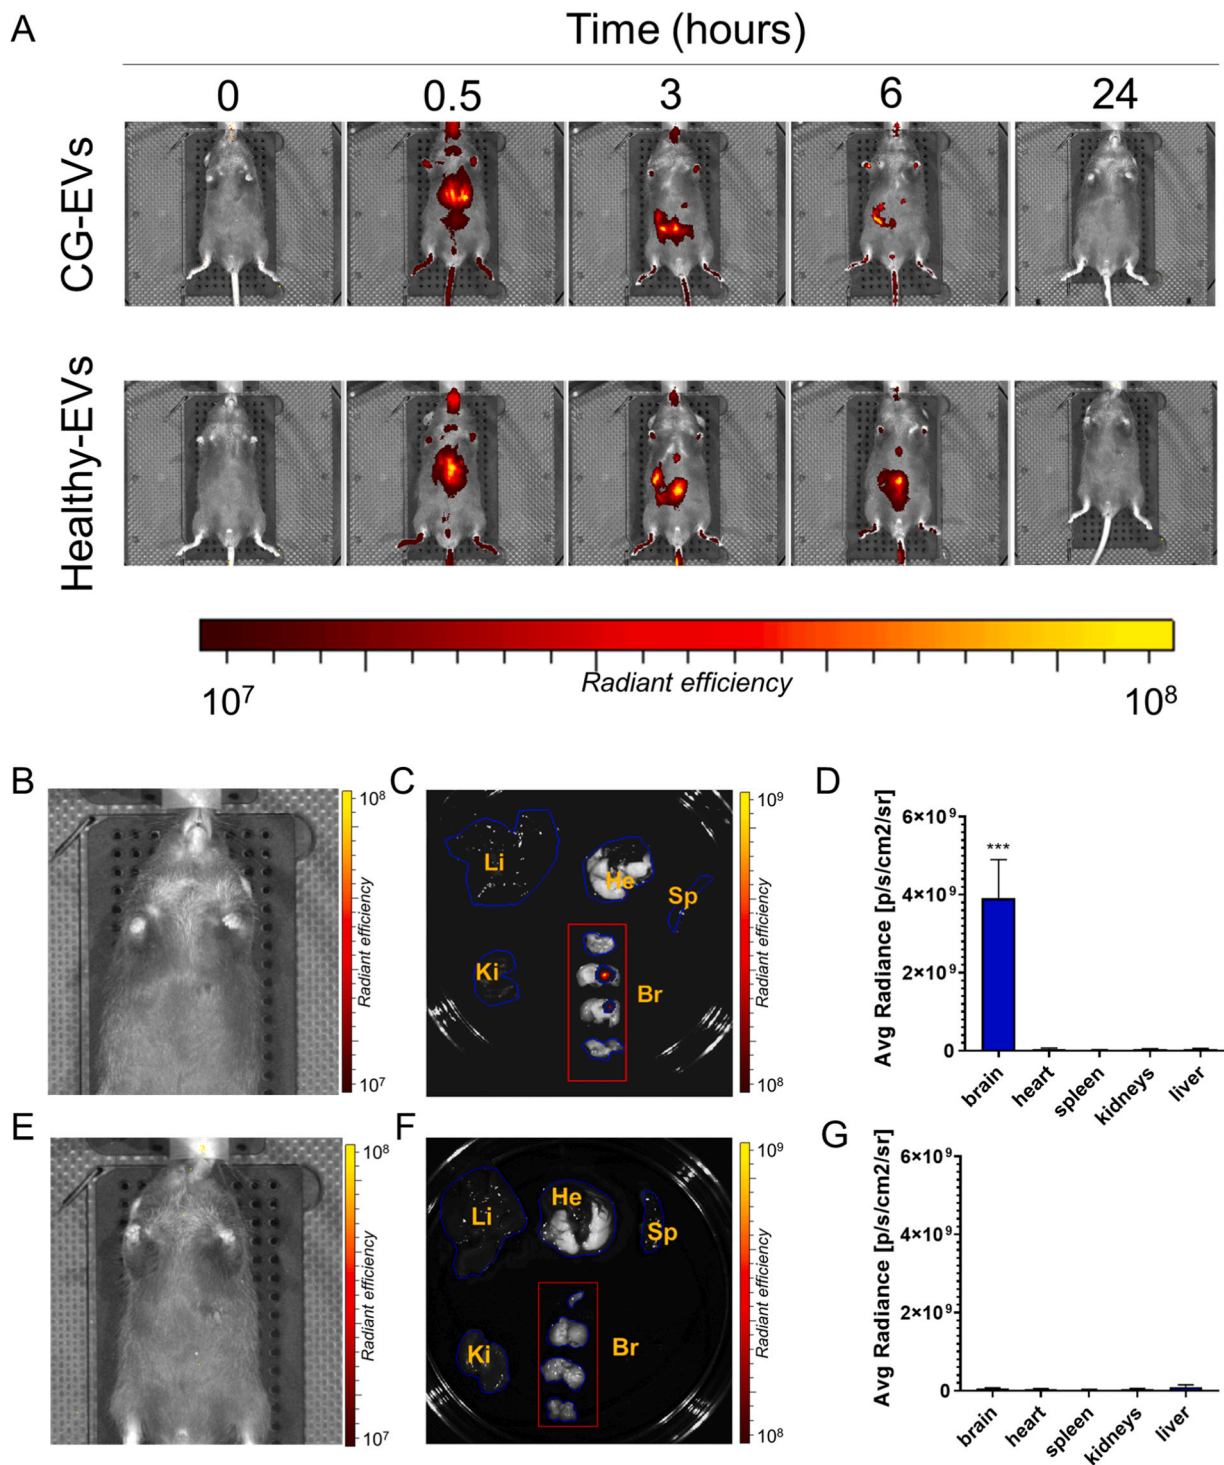 A
Time (hours)
0 0.5 3 6 24
CG-EVs
Healthy-EVs
10⁷ Radiant efficiency 10⁸
B
10⁸
Radiant efficiency
10⁷
C
Li
He
Sp
Ki
Br
10⁹
Radiant efficiency
10⁸
D
Avg Radiance [p/s/cm2/sr]
6×10⁹
4×10⁹
2×10⁹
0
***
brain heart spleen kidneys liver
E
10⁸
Radiant efficiency
10⁷
F
Li
He
Sp
Ki
Br
10⁹
Radiant efficiency
10⁸
G
Avg Radiance [p/s/cm2/sr]
6×10⁹
4×10⁹
2×10⁹
0
brain heart spleen kidneys liver